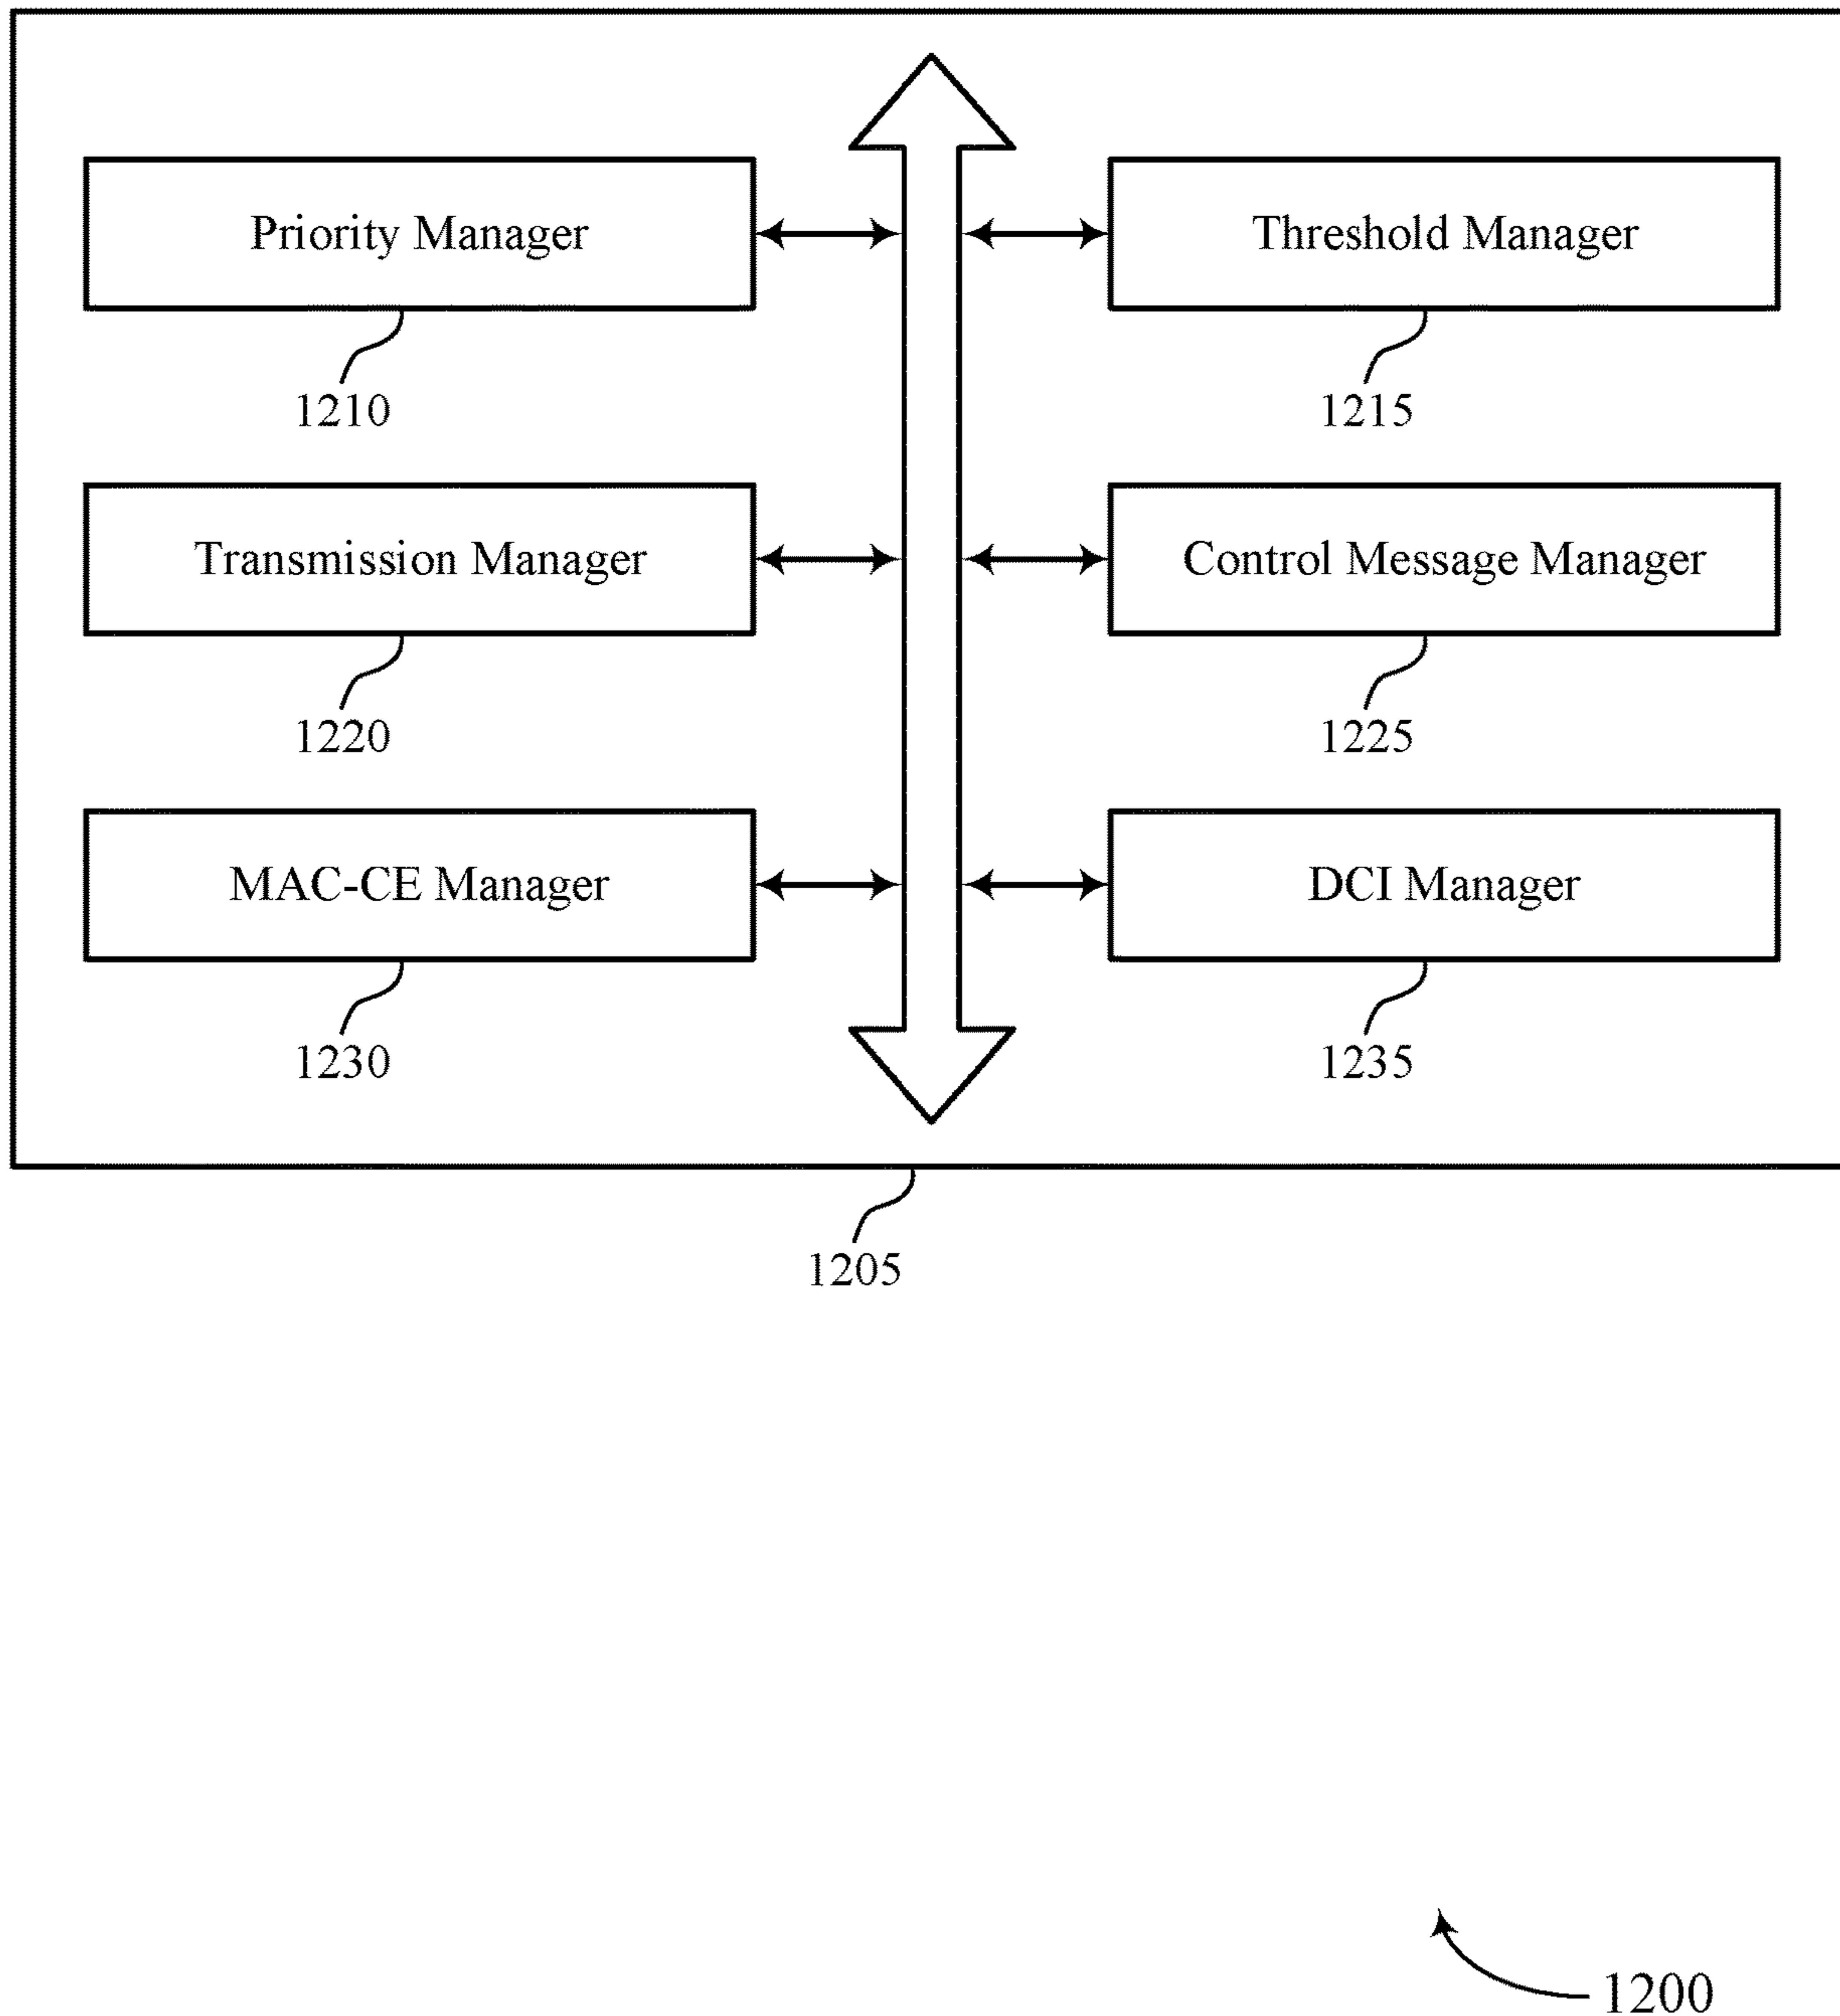 Priority Manager
Threshold Manager
1210
1215
Transmission Manager
Control Message Manager
1220
1225
MAC-CE Manager
DCI Manager
1230
1235
1205
1200